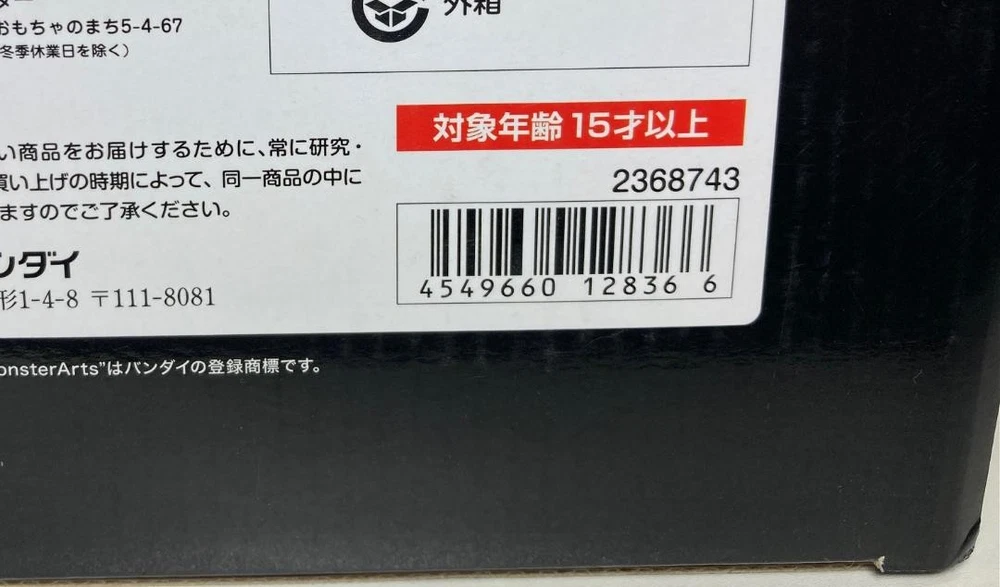 外箱
おもちゃのまち5-4-67
冬季休業日を除く）
対象年齢 15才以上
い商品をお届けするために、常に研究・
買い上げの時期によって、同一商品の中に
ますのでご了承ください。
2368743
4549660 12836 6
ンダイ
形1-4-8 〒111-8081
onsterArts”はバンダイの登録商標です。